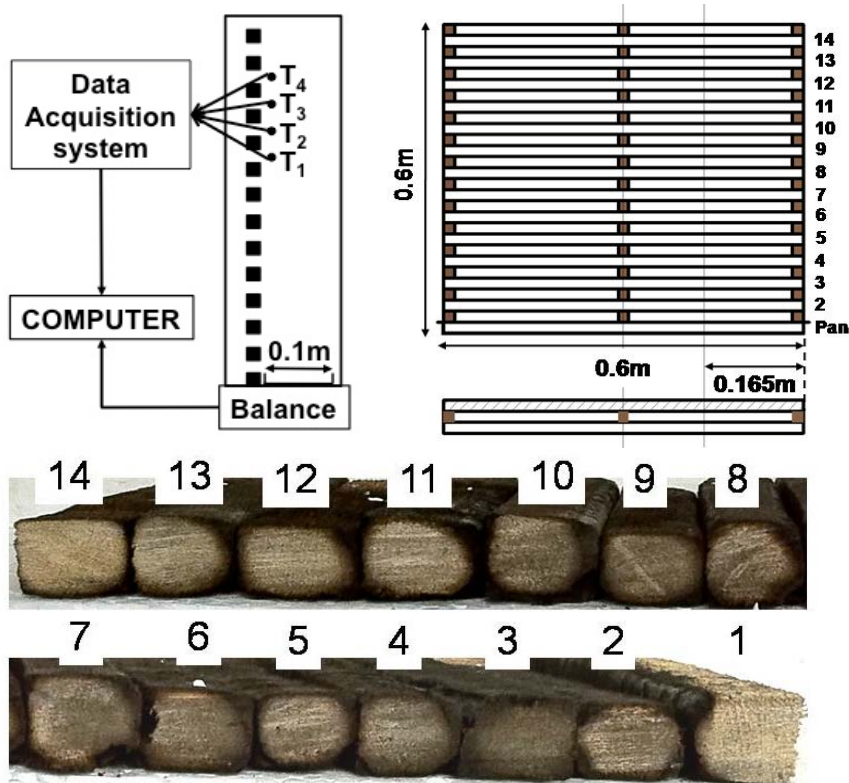 Data
Acquisition
system
T4
T3
T2
T1
COMPUTER
0.1m
Balance
0.6m
14
13
12
11
10
9
8
7
6
5
4
3
2
Pan
0.6m
0.165m
14 13 12 11 10 9 8
7 6 5 4 3 2 1